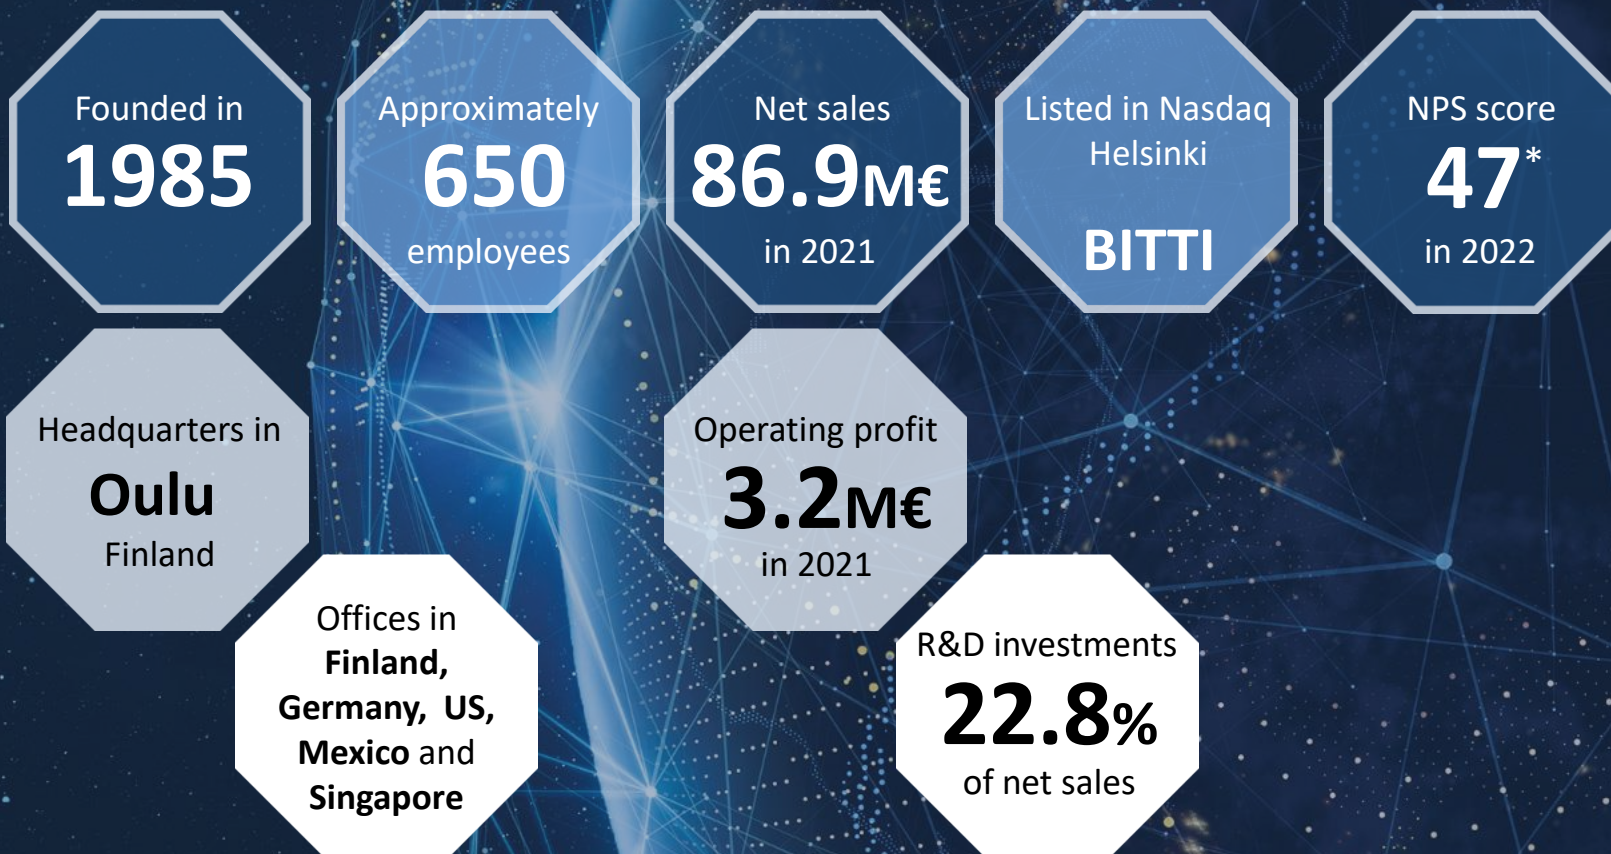 Founded in
1985
Approximately
650
employees
Net sales
86.9M€
in 2021
Listed in Nasdaq
Helsinki
BITTI
NPS score
47*
in 2022
Headquarters in
Oulu
Finland
Operating profit
3.2M€
in 2021
Offices in
Finland,
Germany, US,
Mexico and
Singapore
R&D investments
22.8%
of net sales